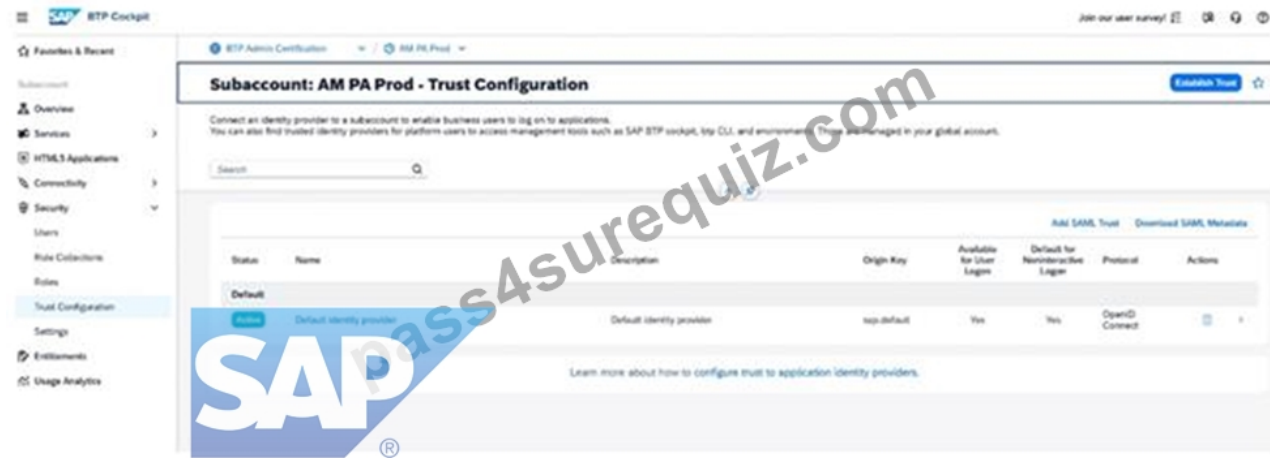 SAP BTP Cockpit
Join our user survey!
Favorites & Recent
BTP Admin Certification / AM PA Prod
Subaccount
Subaccount: AM PA Prod - Trust Configuration
Establish Trust
Overview
Services
HTML5 Applications
Connectivity
Security
Users
Role Collections
Roles
Trust Configuration
Settings
Entitlements
Usage Analytics
Connect an identity provider to a subaccount to enable business users to log on to applications.
You can also find trusted identity providers for platform users to access management tools such as SAP BTP cockpit, btp CLI, and environments. Those are managed in your global account.
Search
Add SAML Trust Download SAML Metadata
Status Name Description Origin Key Available for User Logon Default for Noninteractive Logon Protocol Actions
Default
Active Default identity provider Default identity provider sap.default Yes Yes OpenID Connect
Learn more about how to configure trust to application identity providers.
pass4surequiz.com
SAP®